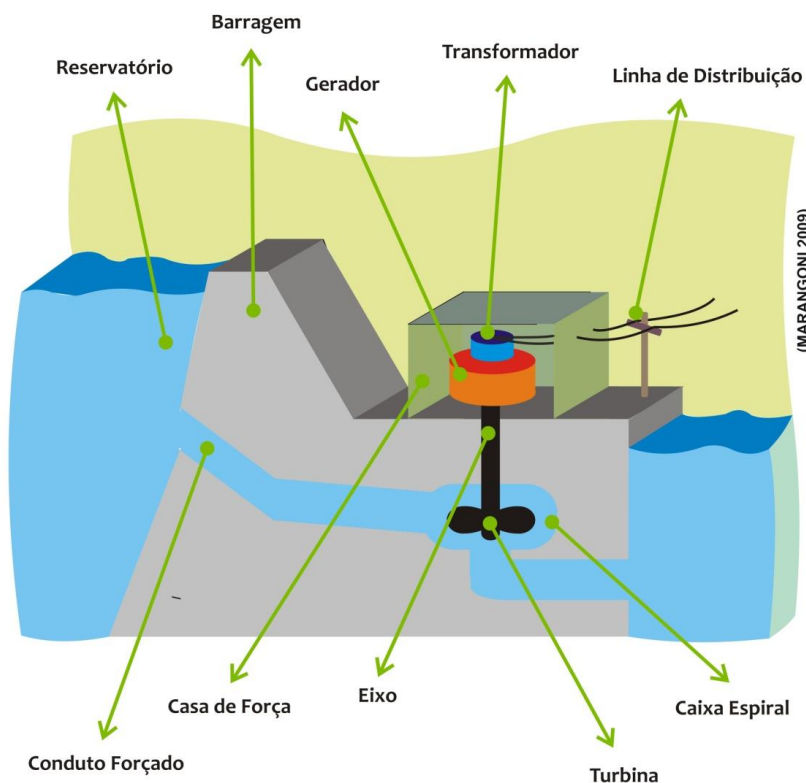 Barragem
Reservatório
Transformador
Gerador
Linha de Distribuição
(MARANGONI 2009)
Casa de Força
Eixo
Caixa Espiral
Conduto Forçado
Turbina